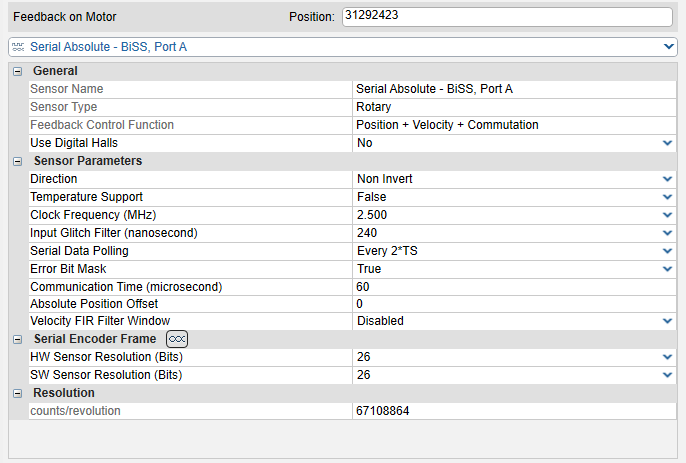 Feedback on Motor Position: 31292423
Serial Absolute - BiSS, Port A
General
Sensor Name Serial Absolute - BiSS, Port A
Sensor Type Rotary
Feedback Control Function Position + Velocity + Commutation
Use Digital Halls No
Sensor Parameters
Direction Non Invert
Temperature Support False
Clock Frequency (MHz) 2.500
Input Glitch Filter (nanosecond) 240
Serial Data Polling Every 2*TS
Error Bit Mask True
Communication Time (microsecond) 60
Absolute Position Offset 0
Velocity FIR Filter Window Disabled
Serial Encoder Frame
HW Sensor Resolution (Bits) 26
SW Sensor Resolution (Bits) 26
Resolution
counts/revolution 67108864